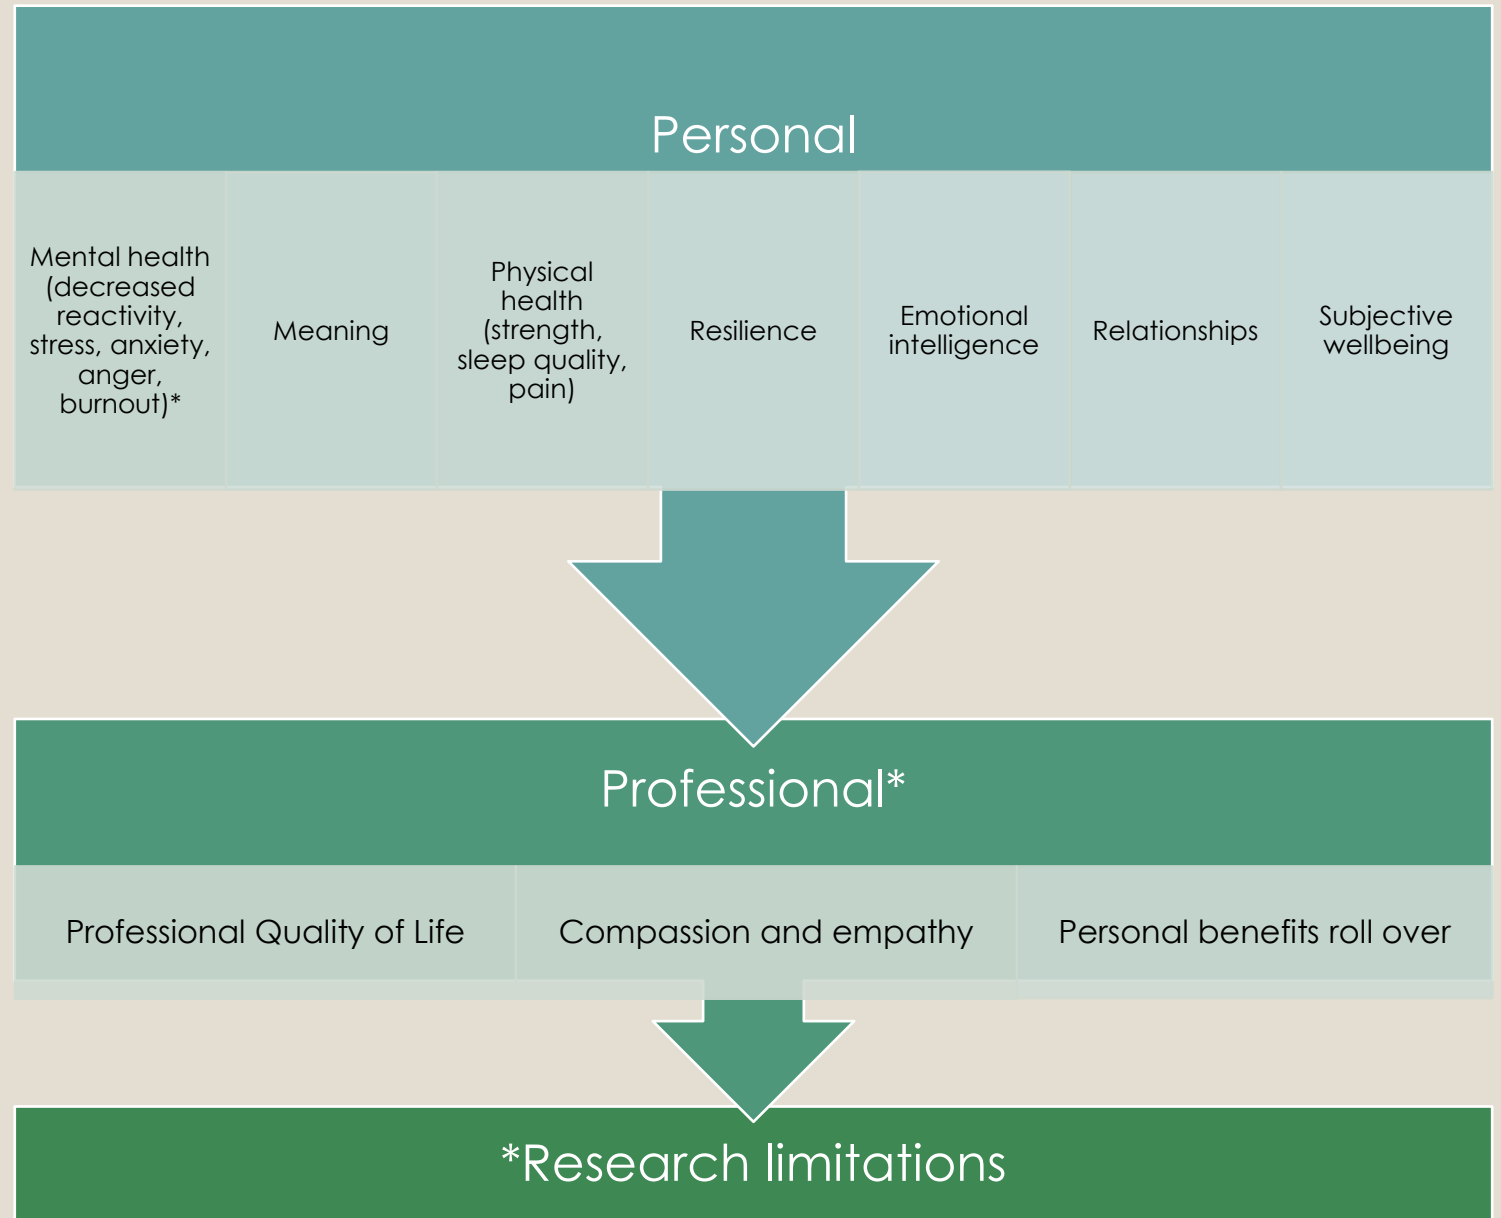 Personal
Mental health
(decreased
reactivity,
stress, anxiety,
anger,
burnout)*
Meaning
Physical
health
(strength,
sleep quality,
pain)
Resilience
Emotional
intelligence
Relationships
Subjective
wellbeing
Professional*
Professional Quality of Life
Compassion and empathy
Personal benefits roll over
*Research limitations